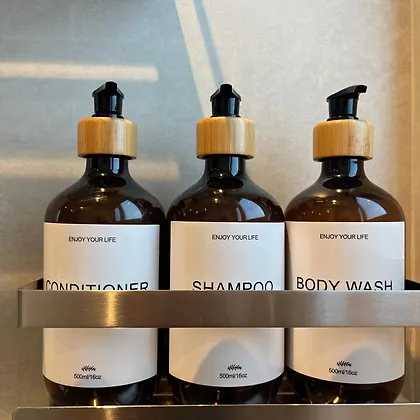 ENJOY YOUR LIFE
CONDITIONER
500ml/16oz
ENJOY YOUR LIFE
SHAMPOO
500ml/16oz
ENJOY YOUR LIFE
BODY WASH
500ml/16oz